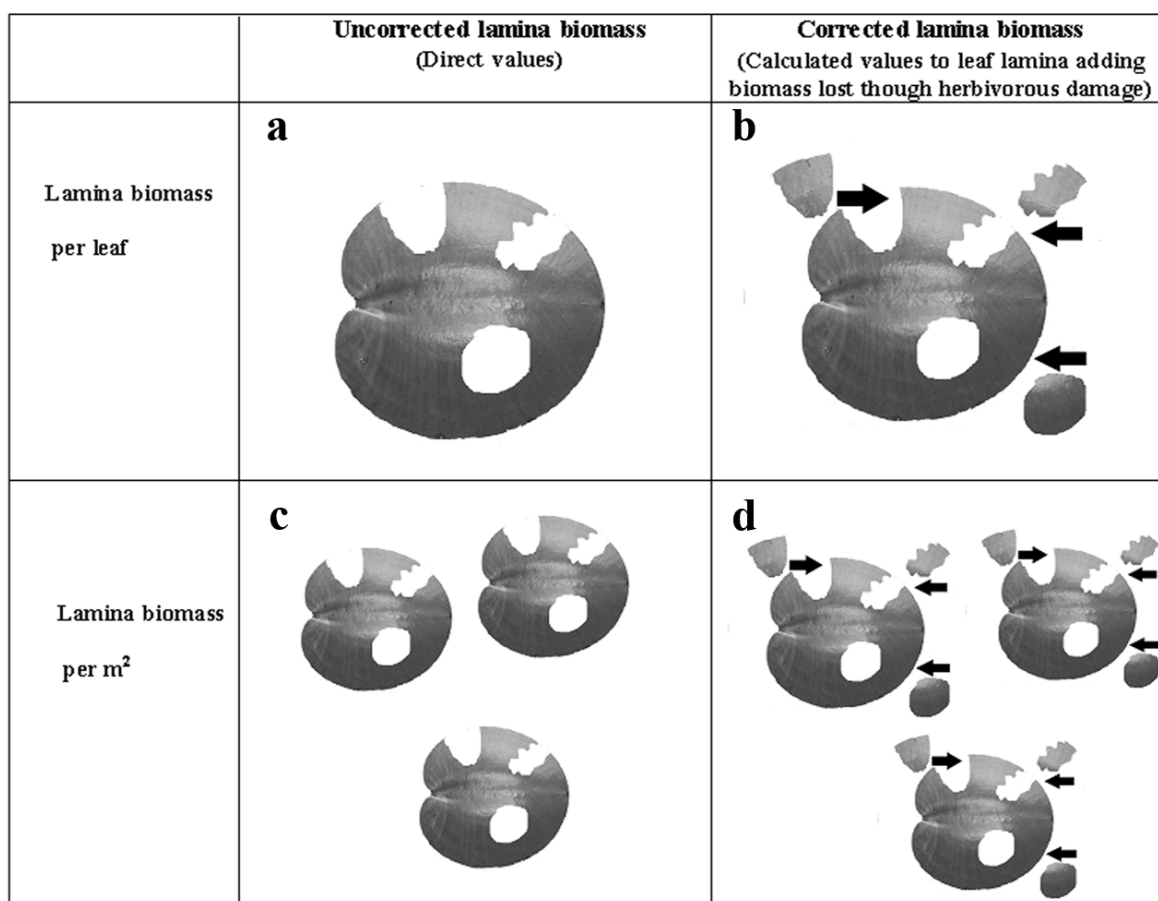 Uncorrected lamina biomass
(Direct values)
Corrected lamina biomass
(Calculated values to leaf lamina adding
biomass lost though herbivorous damage)
Lamina biomass
per leaf
a
b
Lamina biomass
per m²
c
d